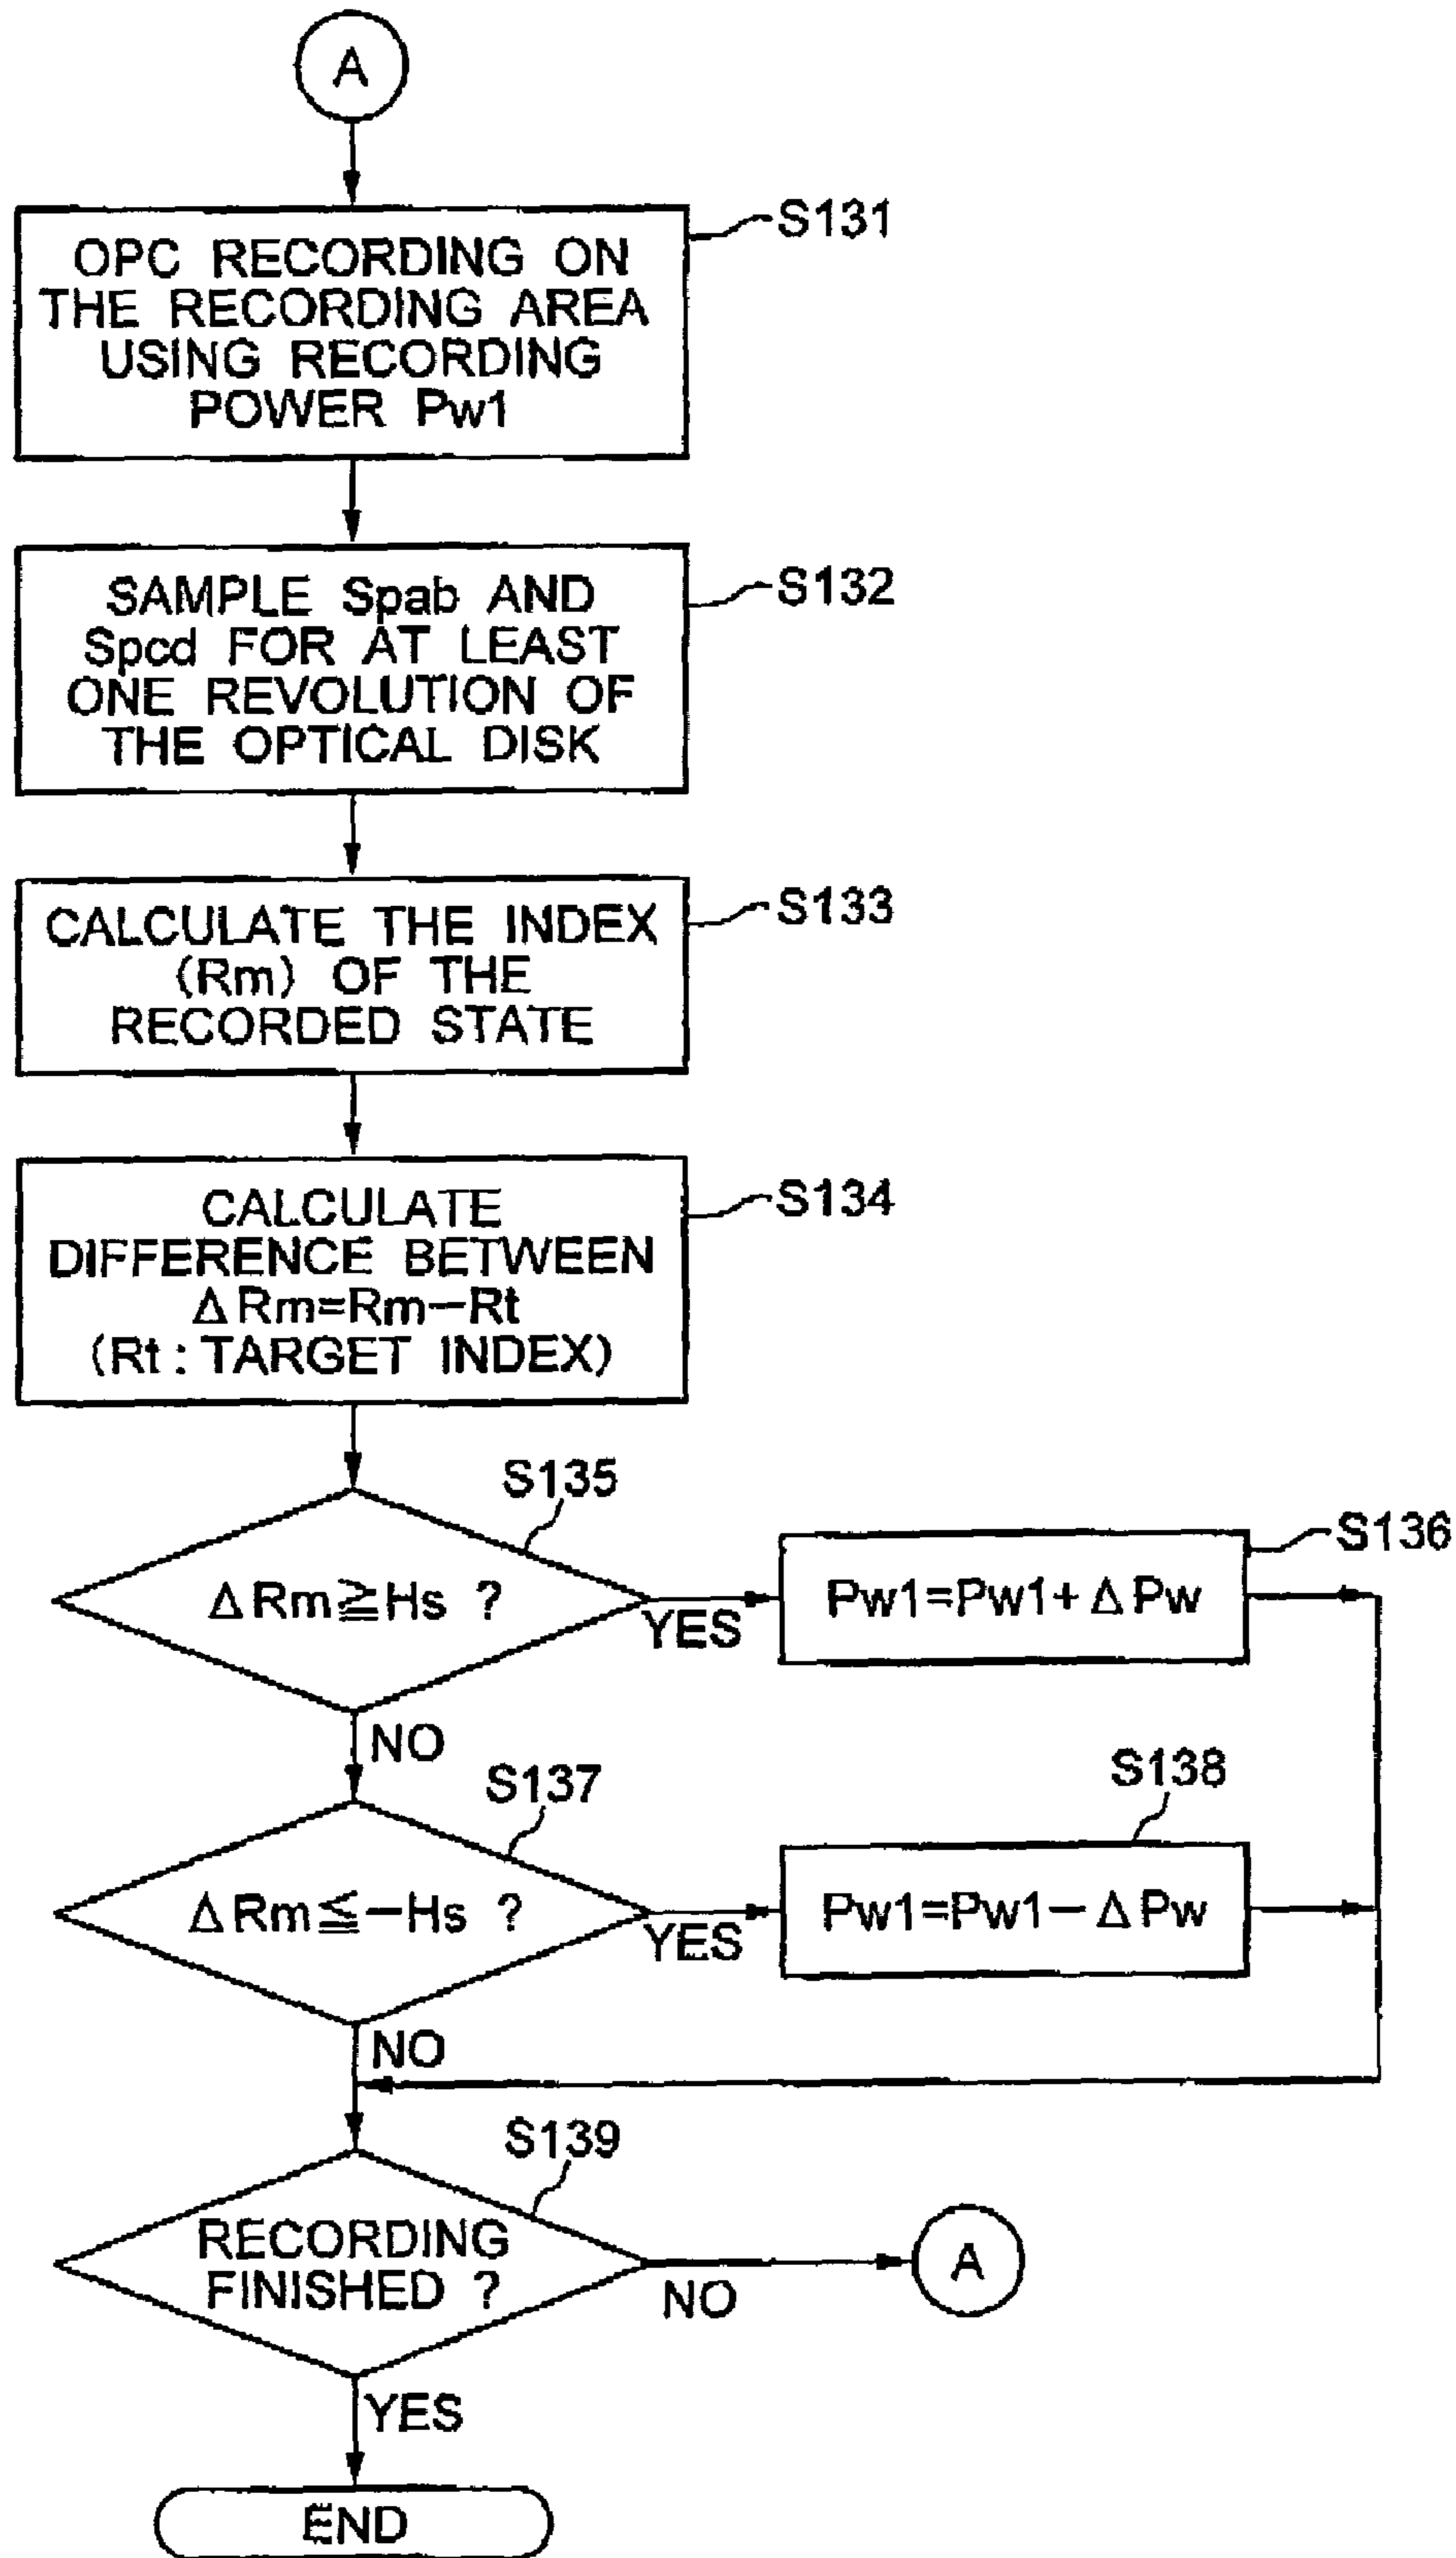 A
S131
OPC RECORDING ON
THE RECORDING AREA
USING RECORDING
POWER Pw1
S132
SAMPLE Spab AND
Spcd FOR AT LEAST
ONE REVOLUTION OF
THE OPTICAL DISK
S133
CALCULATE THE INDEX
(Rm) OF THE
RECORDED STATE
S134
CALCULATE
DIFFERENCE BETWEEN
ΔRm=Rm−Rt
(Rt : TARGET INDEX)
S135
ΔRm≧Hs ?
YES
S136
Pw1=Pw1+ΔPw
NO
S137
ΔRm≦−Hs ?
YES
S138
Pw1=Pw1−ΔPw
NO
S139
RECORDING
FINISHED ?
NO
A
YES
END